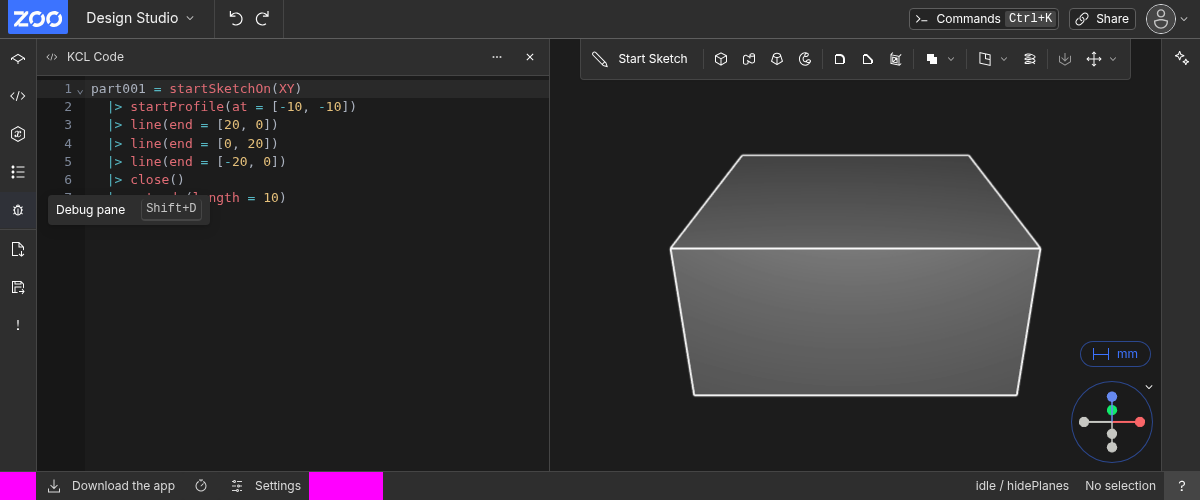 ZOO Design Studio Commands Ctrl+K Share
KCL Code
1 part001 = startSketchOn(XY)
2 |> startProfile(at = [-10, -10])
3 |> line(end = [20, 0])
4 |> line(end = [0, 20])
5 |> line(end = [-20, 0])
6 |> close()
length = 10)
Debug pane Shift+D
Start Sketch
mm
Download the app Settings idle / hidePlanes No selection ?